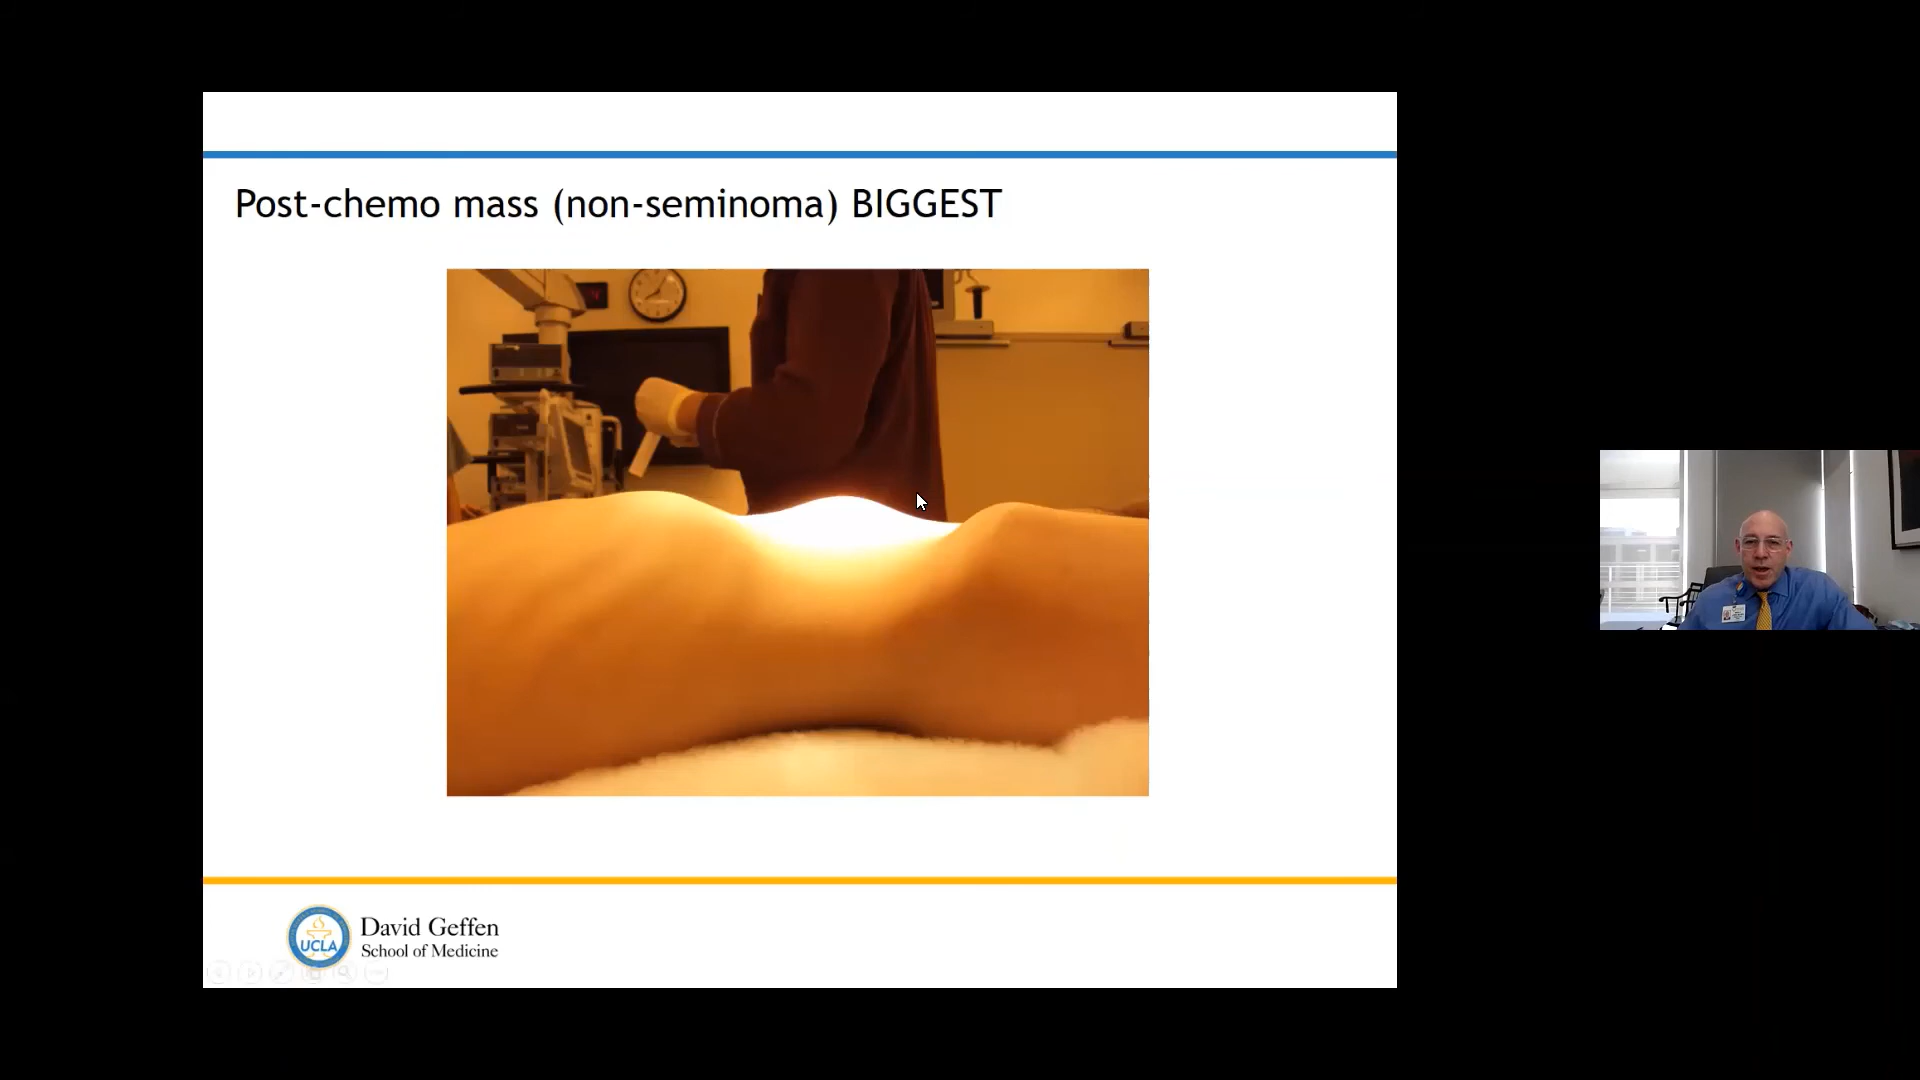 Post-chemo mass (non-seminoma) BIGGEST
UCLA
David Geffen
School of Medicine